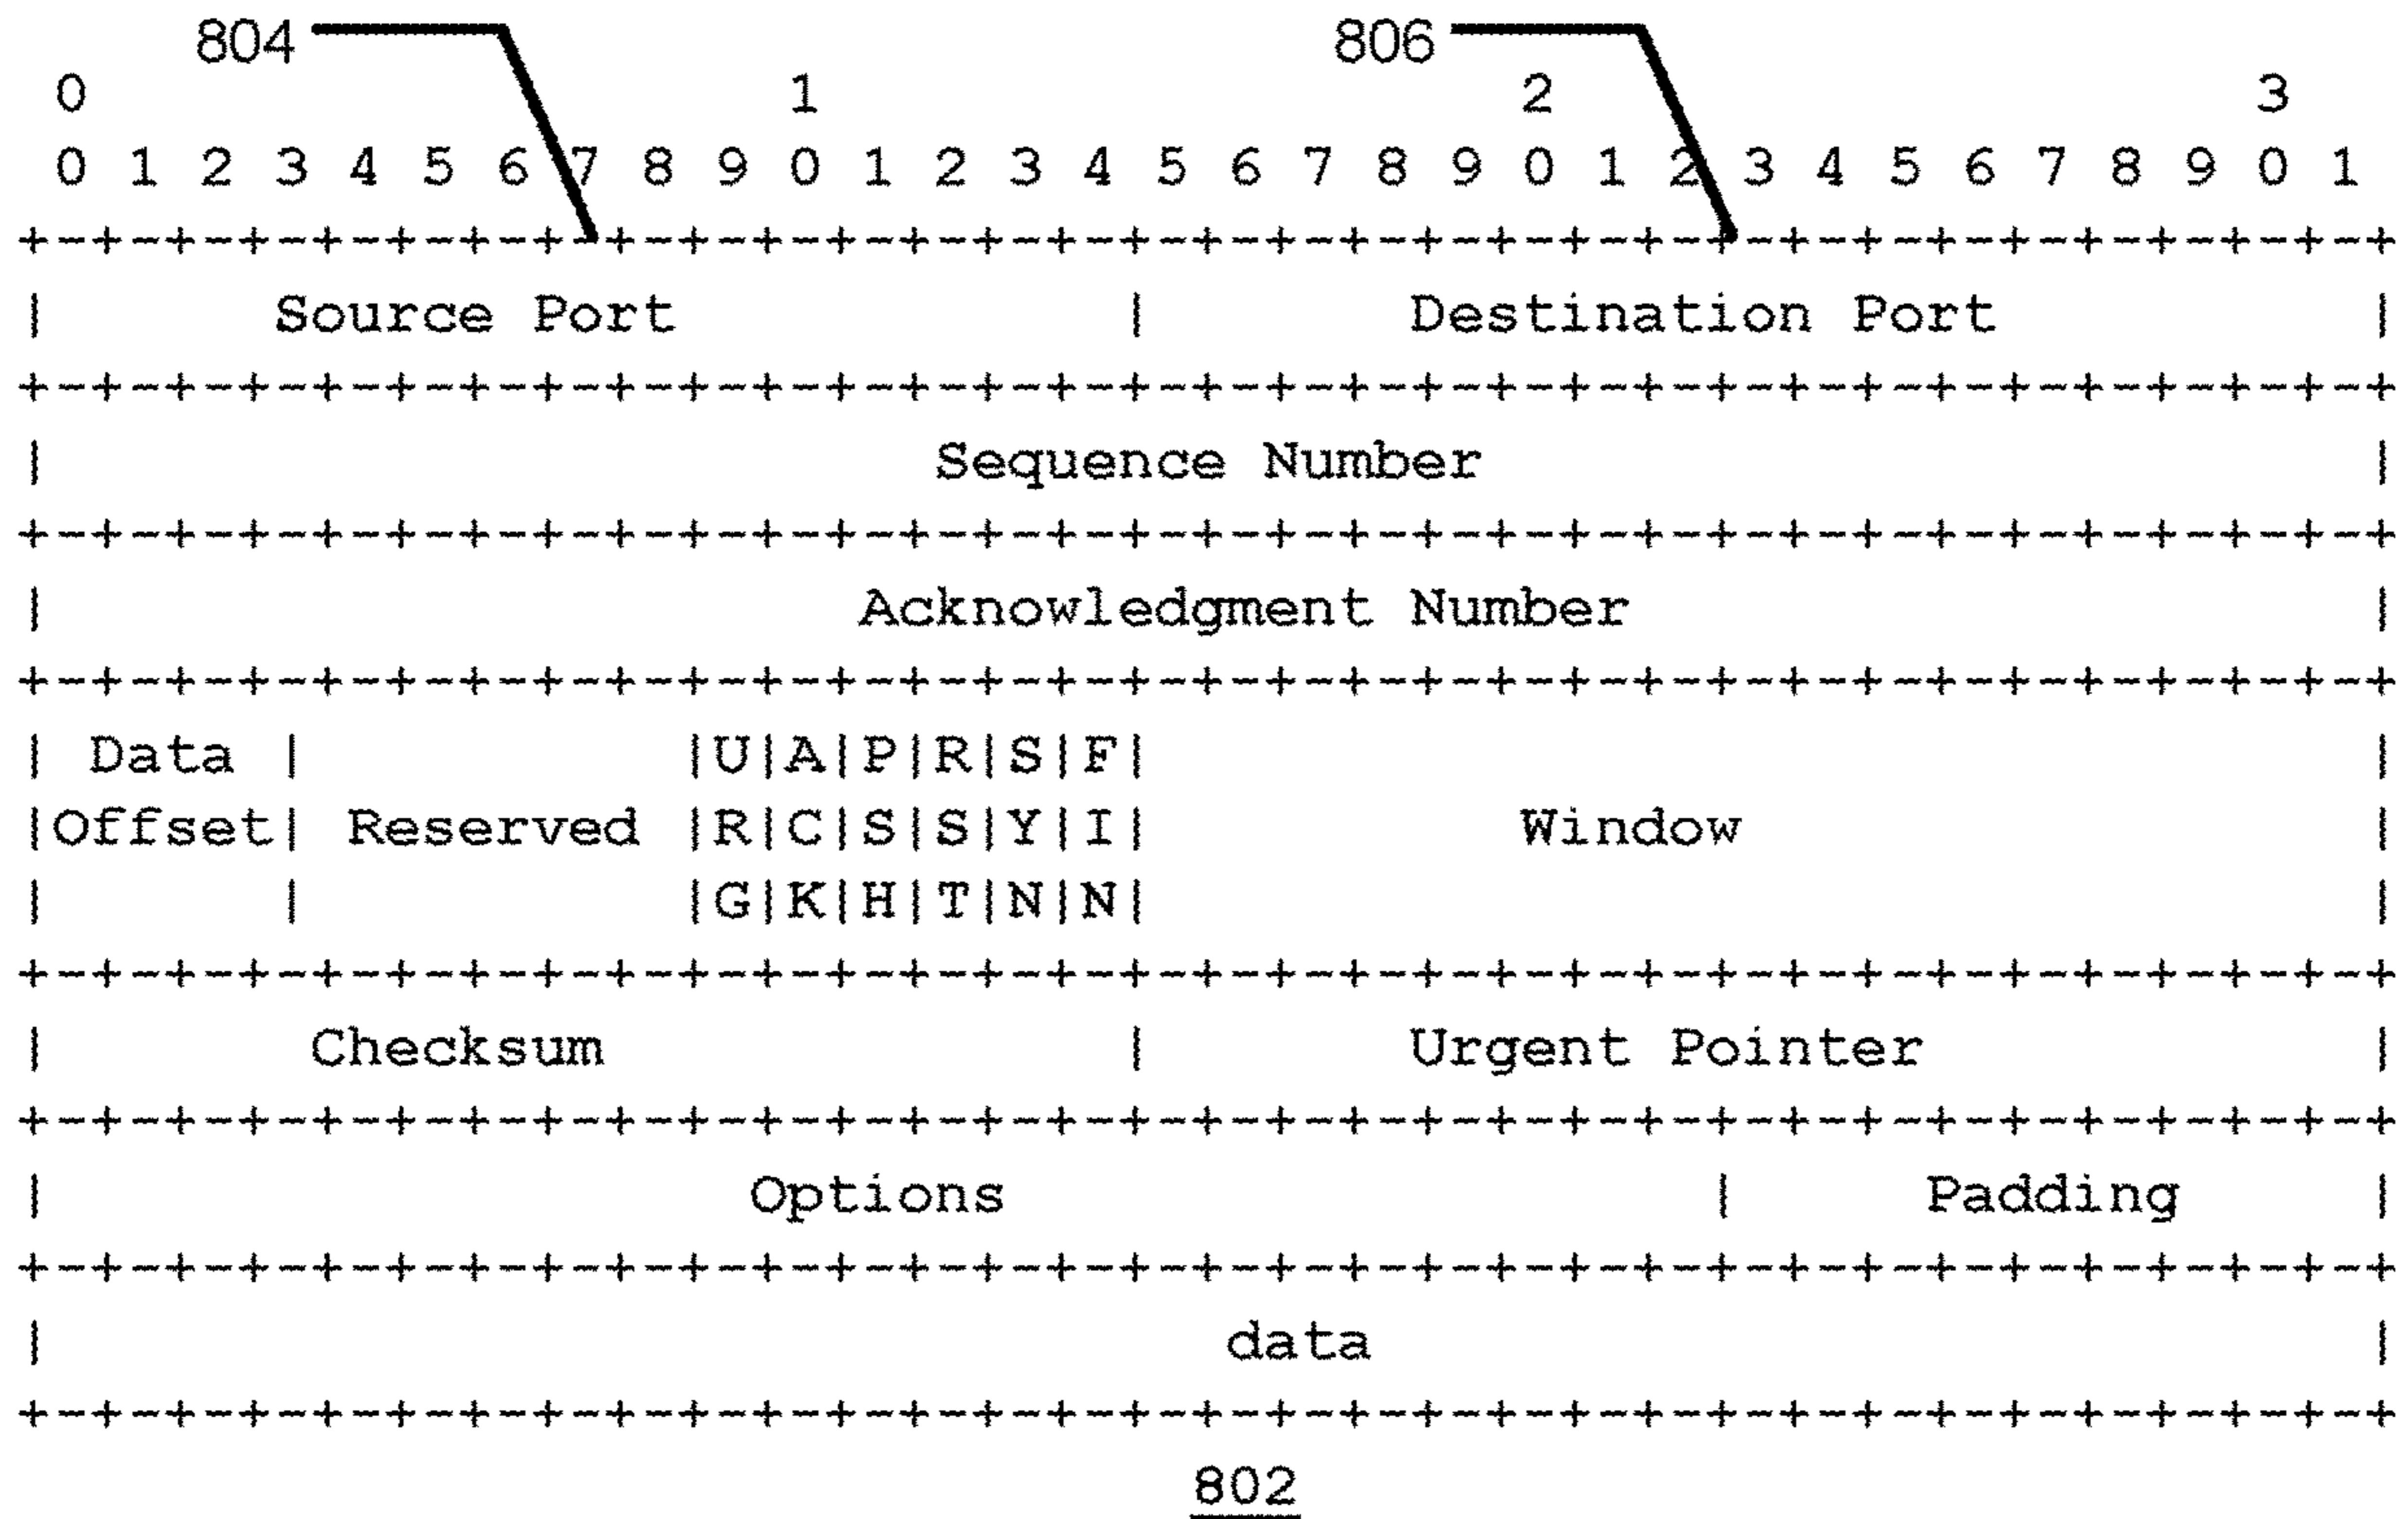 804 806
0 1 2 3
0 1 2 3 4 5 6 7 8 9 0 1 2 3 4 5 6 7 8 9 0 1 2 3 4 5 6 7 8 9 0 1
+-+-+-+-+-+-+-+-+-+-+-+-+-+-+-+-+-+-+-+-+-+-+-+-+-+-+-+-+-+-+-+-+
| Source Port | Destination Port |
+-+-+-+-+-+-+-+-+-+-+-+-+-+-+-+-+-+-+-+-+-+-+-+-+-+-+-+-+-+-+-+-+
| Sequence Number |
+-+-+-+-+-+-+-+-+-+-+-+-+-+-+-+-+-+-+-+-+-+-+-+-+-+-+-+-+-+-+-+-+
| Acknowledgment Number |
+-+-+-+-+-+-+-+-+-+-+-+-+-+-+-+-+-+-+-+-+-+-+-+-+-+-+-+-+-+-+-+-+
| Data | |U|A|P|R|S|F| |
|Offset| Reserved |R|C|S|S|Y|I| Window |
| | |G|K|H|T|N|N| |
+-+-+-+-+-+-+-+-+-+-+-+-+-+-+-+-+-+-+-+-+-+-+-+-+-+-+-+-+-+-+-+-+
| Checksum | Urgent Pointer |
+-+-+-+-+-+-+-+-+-+-+-+-+-+-+-+-+-+-+-+-+-+-+-+-+-+-+-+-+-+-+-+-+
| Options | Padding |
+-+-+-+-+-+-+-+-+-+-+-+-+-+-+-+-+-+-+-+-+-+-+-+-+-+-+-+-+-+-+-+-+
| data |
+-+-+-+-+-+-+-+-+-+-+-+-+-+-+-+-+-+-+-+-+-+-+-+-+-+-+-+-+-+-+-+-+
802